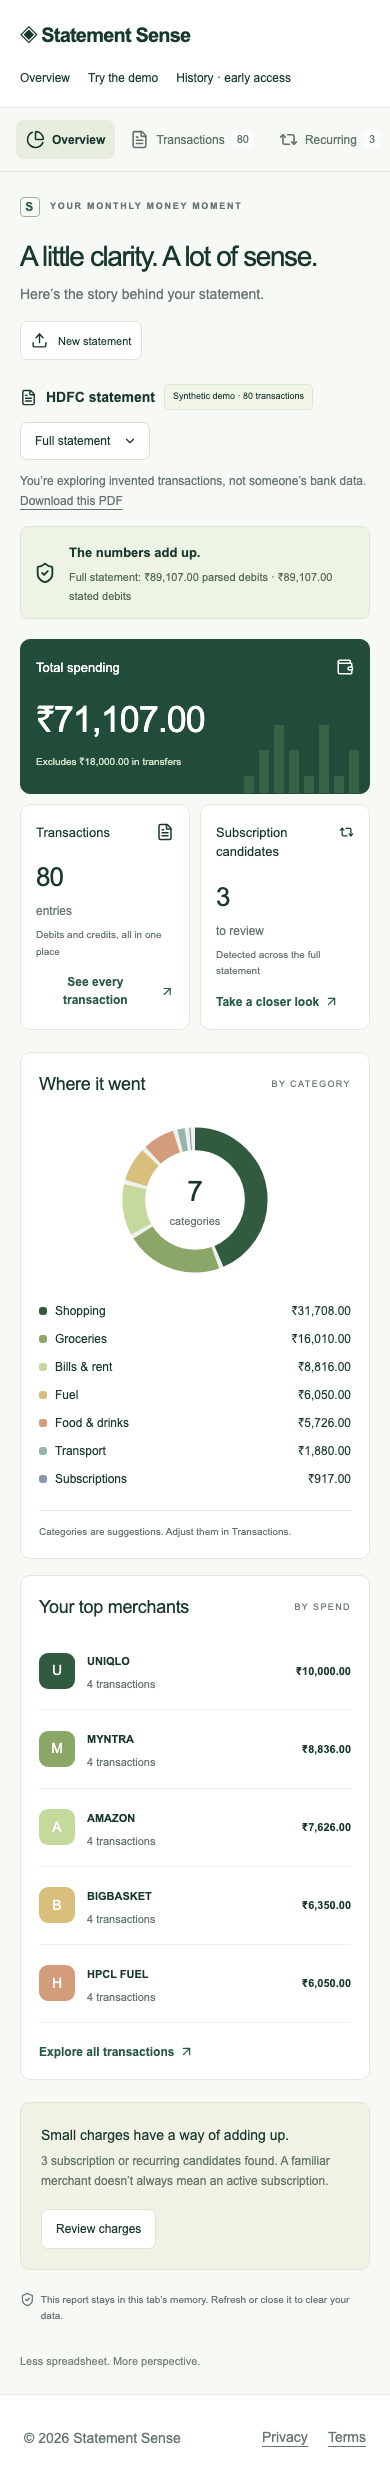 Statement Sense
Overview Try the demo History · early access
Overview Transactions 80 Recurring 3
S YOUR MONTHLY MONEY MOMENT
A little clarity. A lot of sense.
Here’s the story behind your statement.
New statement
HDFC statement Synthetic demo · 80 transactions
Full statement
You’re exploring invented transactions, not someone’s bank data.
Download this PDF
The numbers add up.
Full statement: ₹89,107.00 parsed debits · ₹89,107.00
stated debits
Total spending
₹71,107.00
Excludes ₹18,000.00 in transfers
Transactions
80
entries
Debits and credits, all in one
place
See every
transaction
Subscription
candidates
3
to review
Detected across the full
statement
Take a closer look
Where it went BY CATEGORY
7
categories
Shopping ₹31,708.00
Groceries ₹16,010.00
Bills & rent ₹8,816.00
Fuel ₹6,050.00
Food & drinks ₹5,726.00
Transport ₹1,880.00
Subscriptions ₹917.00
Categories are suggestions. Adjust them in Transactions.
Your top merchants BY SPEND
U UNIQLO ₹10,000.00
4 transactions
M MYNTRA ₹8,836.00
4 transactions
A AMAZON ₹7,626.00
4 transactions
B BIGBASKET ₹6,350.00
4 transactions
H HPCL FUEL ₹6,050.00
4 transactions
Explore all transactions
Small charges have a way of adding up.
3 subscription or recurring candidates found. A familiar
merchant doesn’t always mean an active subscription.
Review charges
This report stays in this tab’s memory. Refresh or close it to clear your
data.
Less spreadsheet. More perspective.
© 2026 Statement Sense Privacy Terms